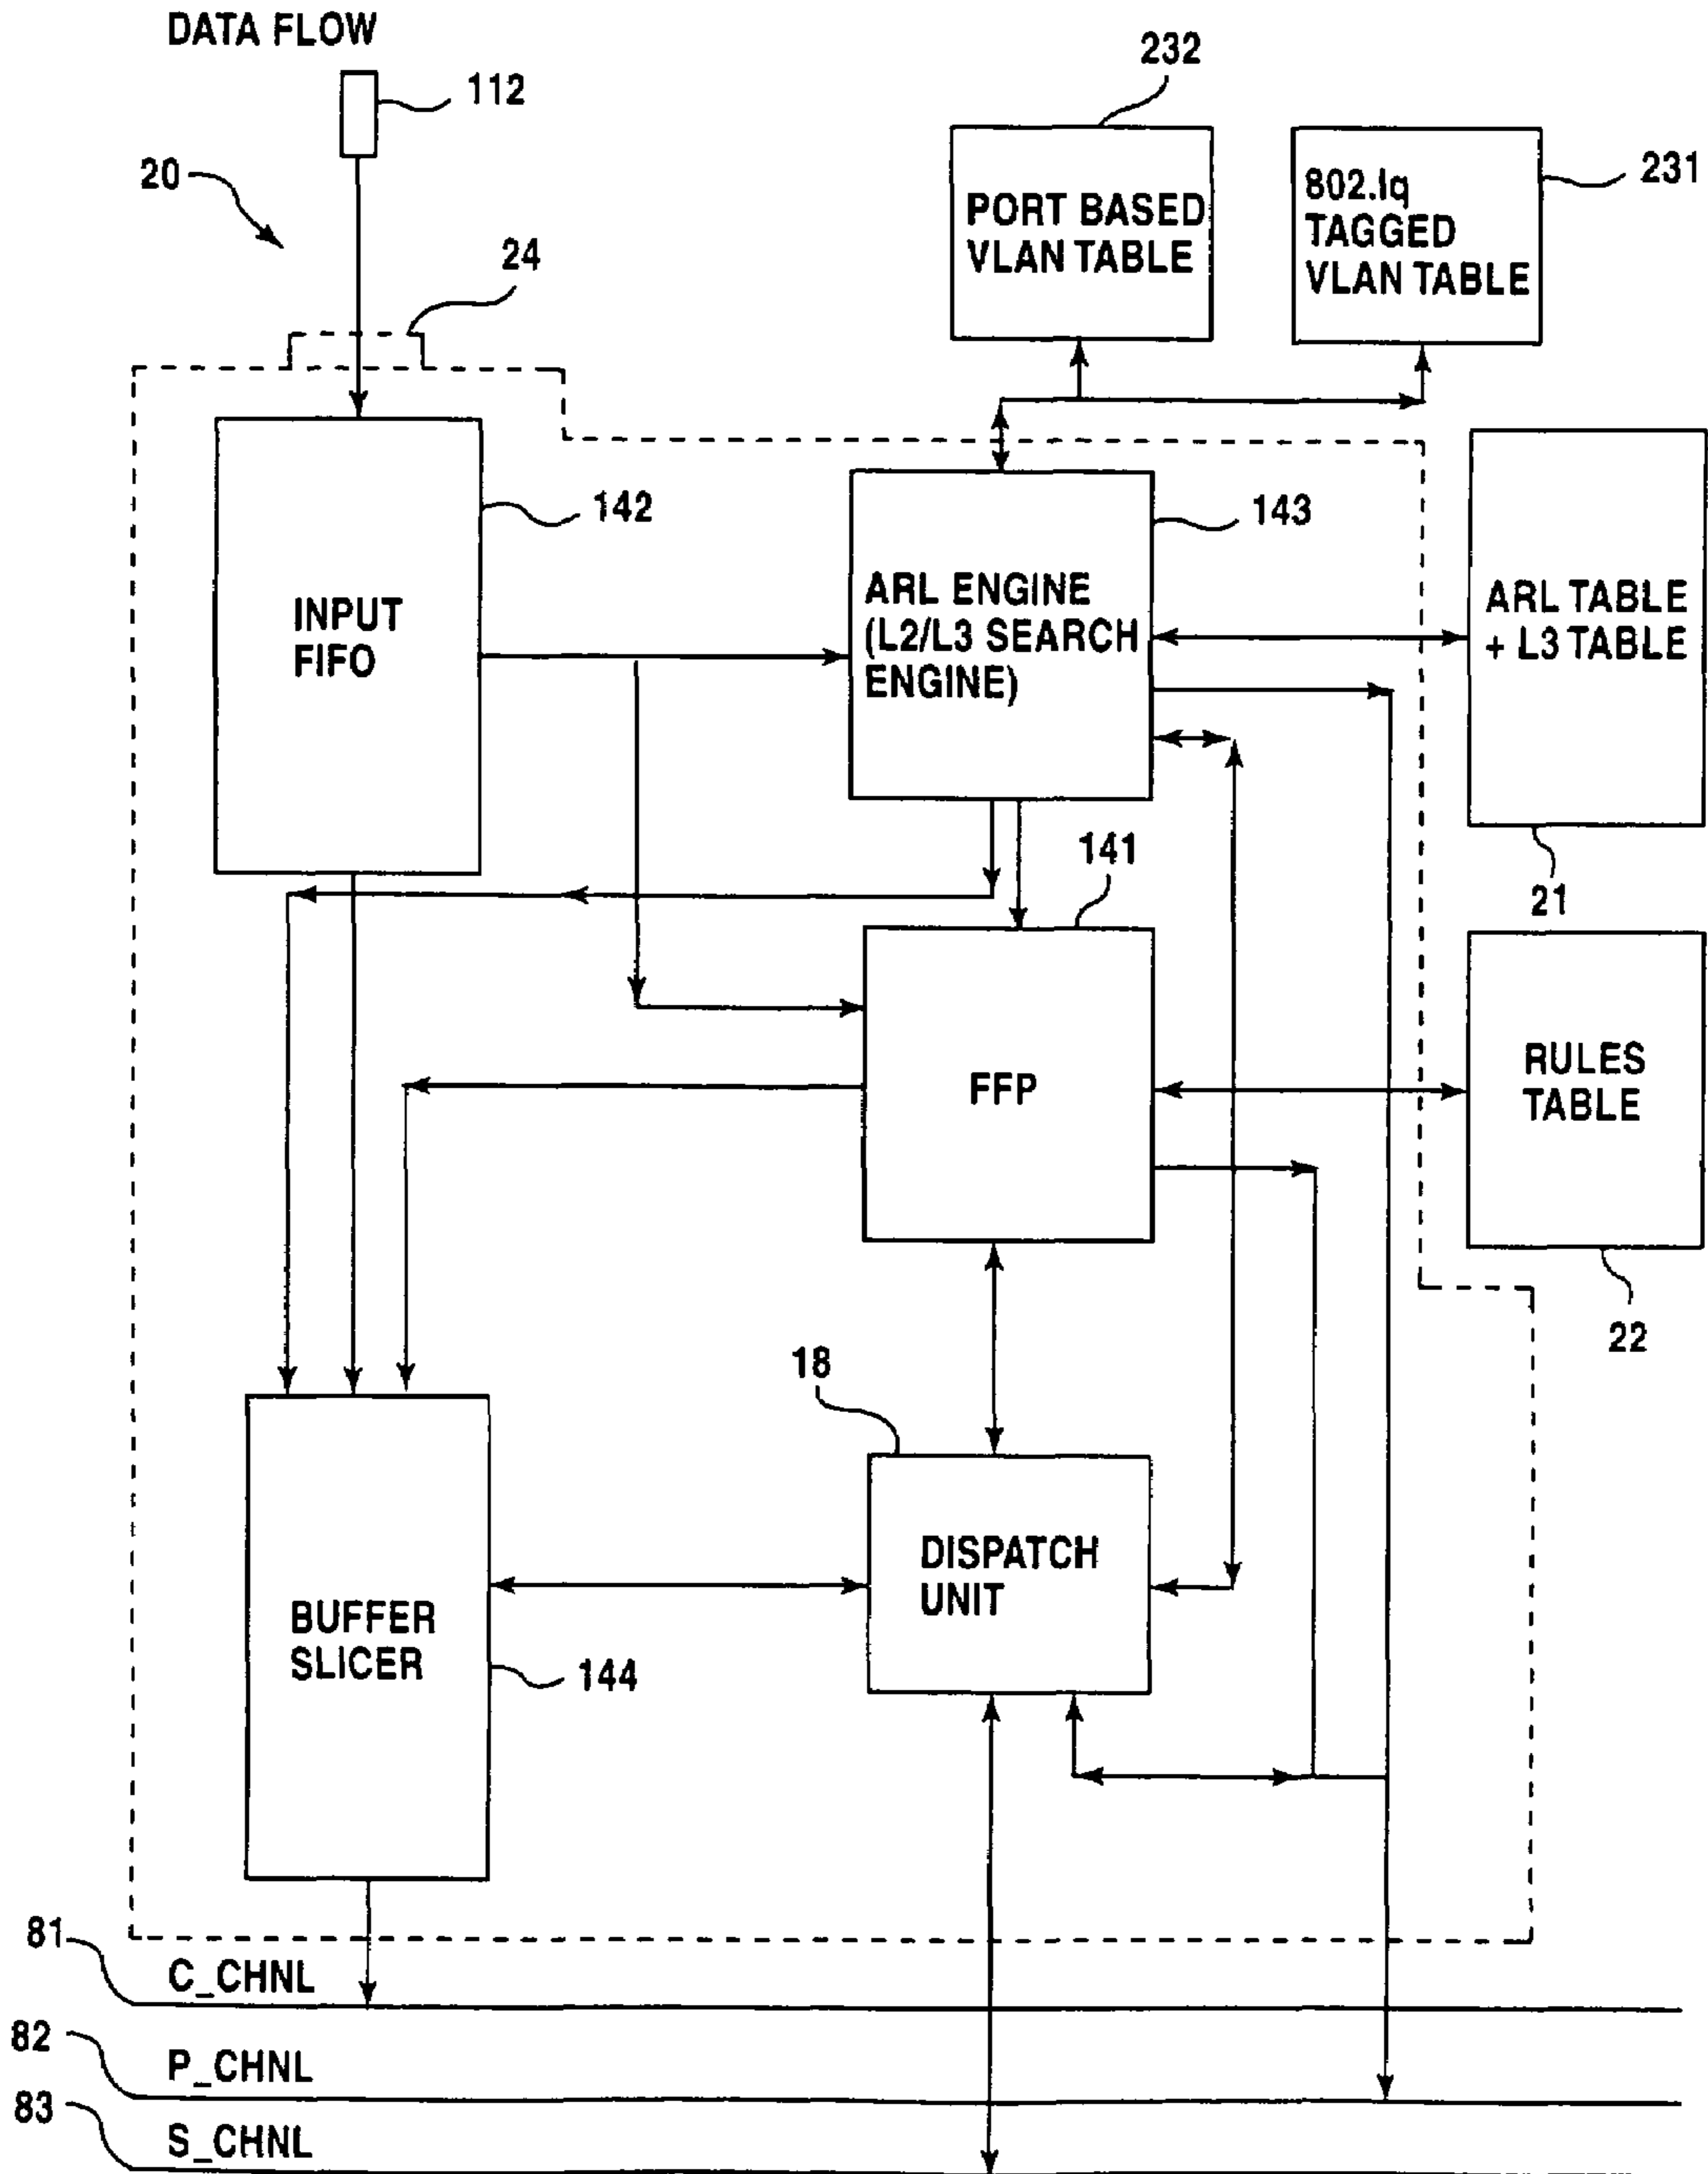 DATA FLOW
112
20
24
232
231
PORT BASED
VLAN TABLE
802.lq
TAGGED
VLAN TABLE
142
143
INPUT
FIFO
ARL ENGINE
(L2/L3 SEARCH
ENGINE)
ARL TABLE
+ L3 TABLE
21
141
FFP
RULES
TABLE
22
18
DISPATCH
UNIT
BUFFER
SLICER
144
81
C_CHNL
82
P_CHNL
83
S_CHNL